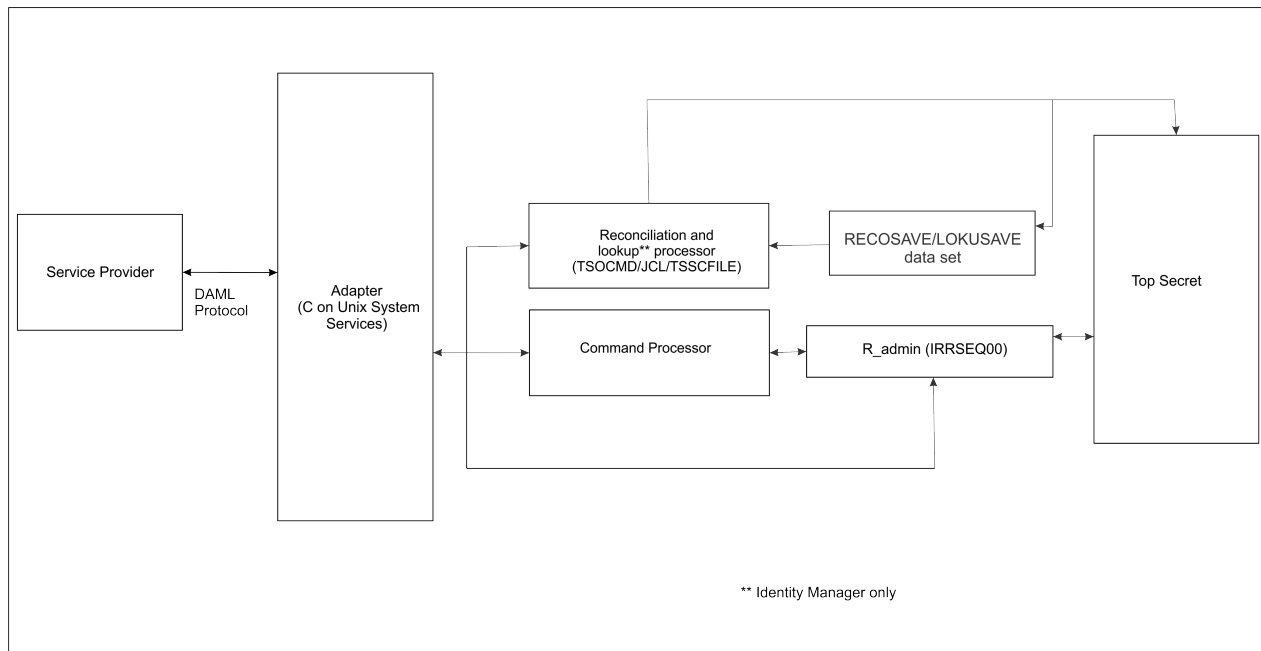 Reconciliation and
lookup** processor
(TSOCMD/JCL/TSSCFILE)
RECOSAVE/LOKUSAVE
data set
Service Provider
DAML
Protocol
Adapter
(C on Unix System
Services)
Top Secret
Command Processor
R_admin (IRRSEQ00)
** Identity Manager only